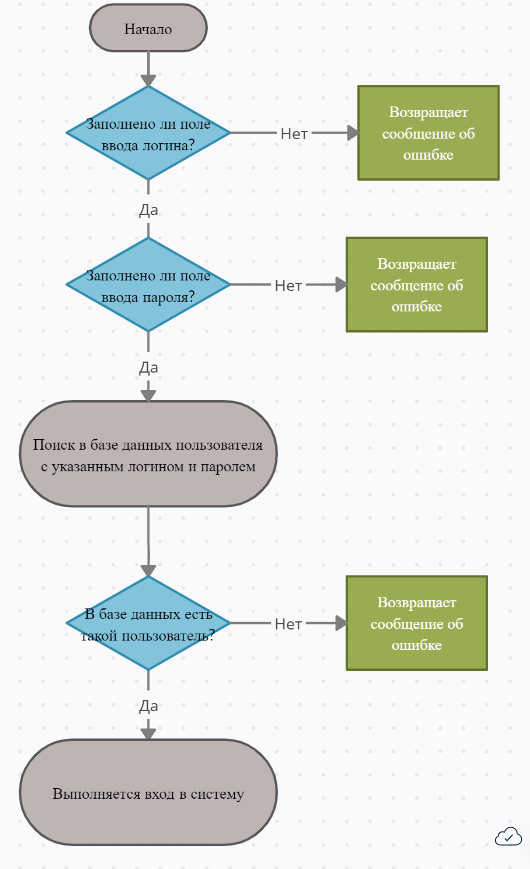 Начало
Заполнено ли поле
ввода логина?
Нет
Возвращает
сообщение об
ошибке
Да
Заполнено ли поле
ввода пароля?
Нет
Возвращает
сообщение об
ошибке
Да
Поиск в базе данных пользователя
с указанным логином и паролем
В базе данных есть
такой пользователь?
Нет
Возвращает
сообщение об
ошибке
Да
Выполняется вход в систему